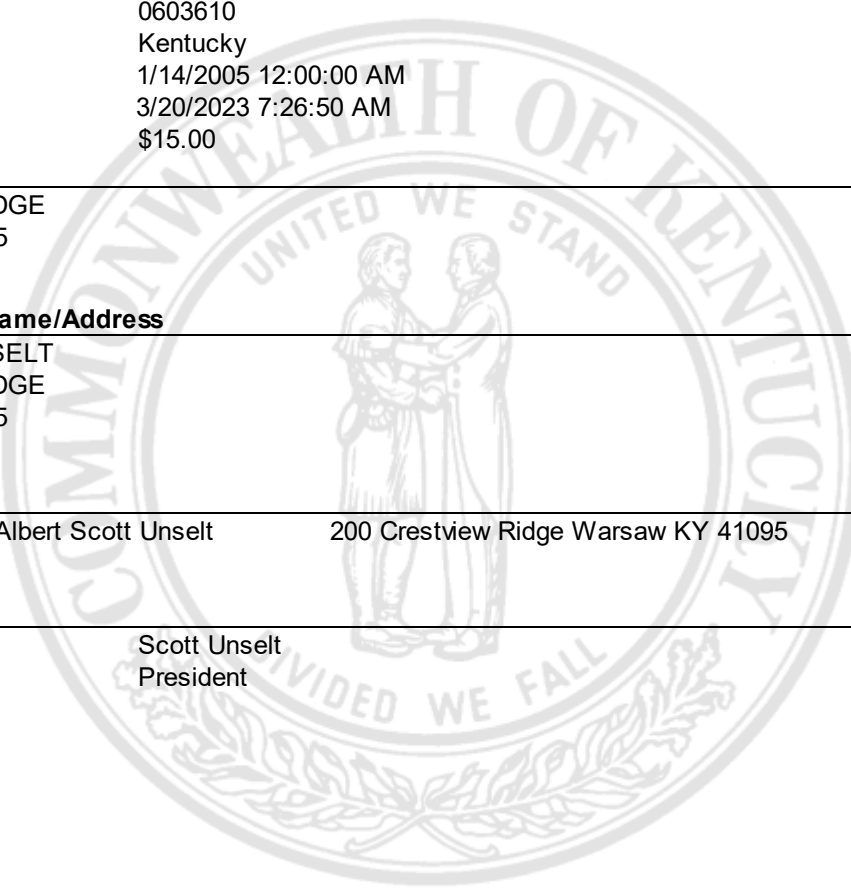 0603610
Kentucky
1/14/2005 12:00:00 AM
3/20/2023 7:26:50 AM
$15.00
DGE
5
ame/Address
SELT
DGE
5
Albert Scott Unselt 200 Crestview Ridge Warsaw KY 41095
Scott Unselt
President
COMMONWEALTH OF KENTUCKY
UNITED WE STAND
DIVIDED WE FALL